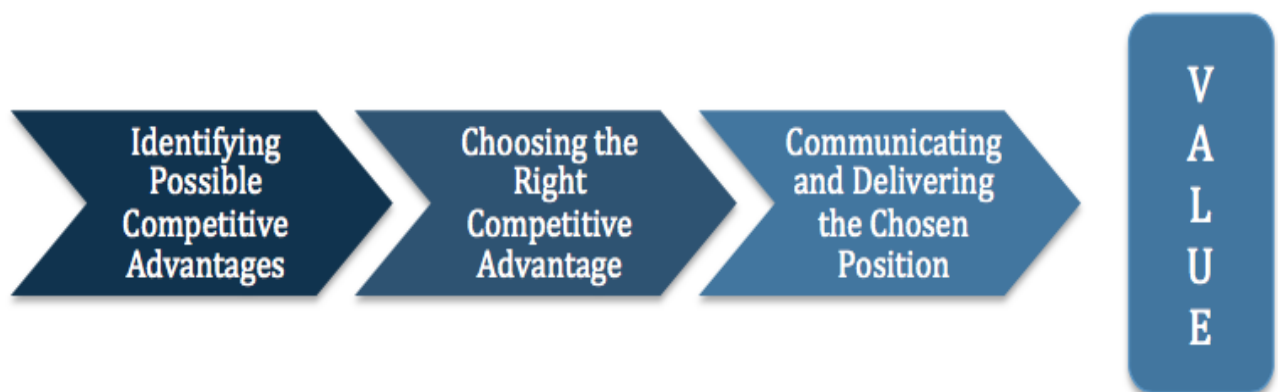 Identifying
Possible
Competitive
Advantages
Choosing the
Right
Competitive
Advantage
Communicating
and Delivering
the Chosen
Position
V
A
L
U
E